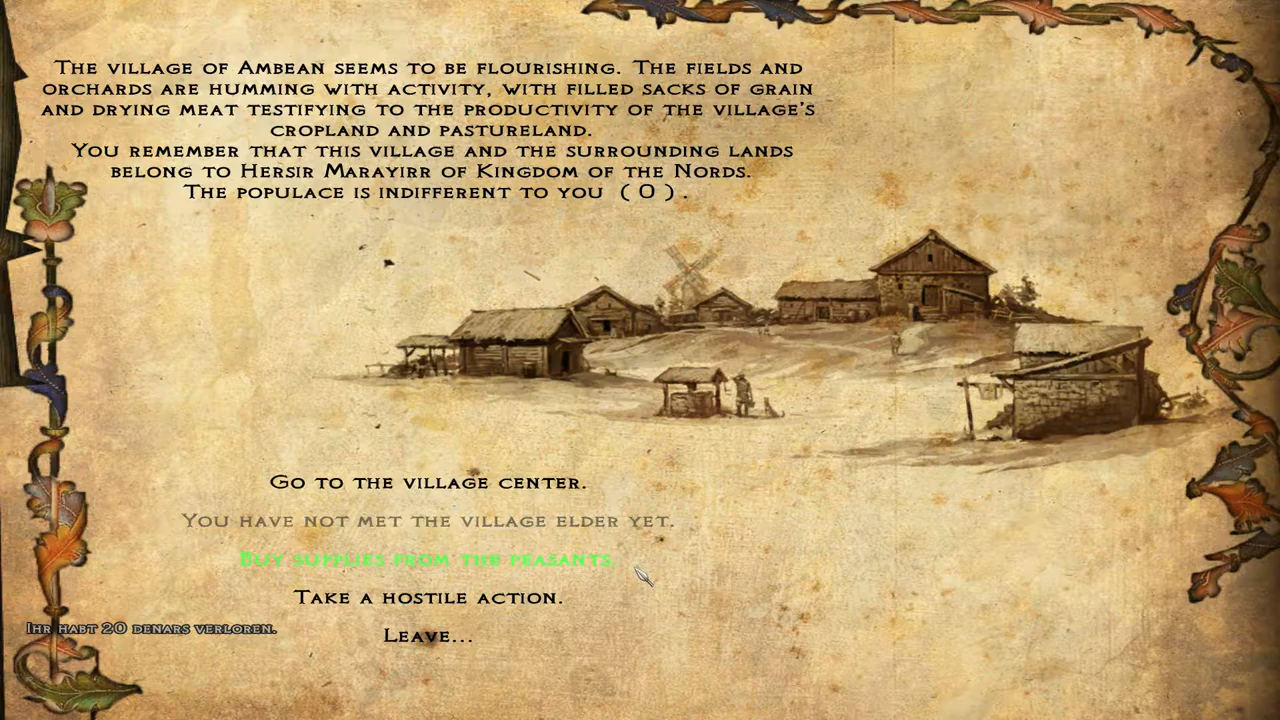 The village of Ambean seems to be flourishing. The fields and
orchards are humming with activity, with filled sacks of grain
and drying meat testifying to the productivity of the village's
cropland and pastureland.
You remember that this village and the surrounding lands
belong to Hersir Marayirr of Kingdom of the Nords.
The populace is indifferent to you (0).
Go to the village center.
You have not met the village elder yet.
Buy supplies from the peasants.
Take a hostile action.
Ihr habt 20 denars verloren.
Leave...